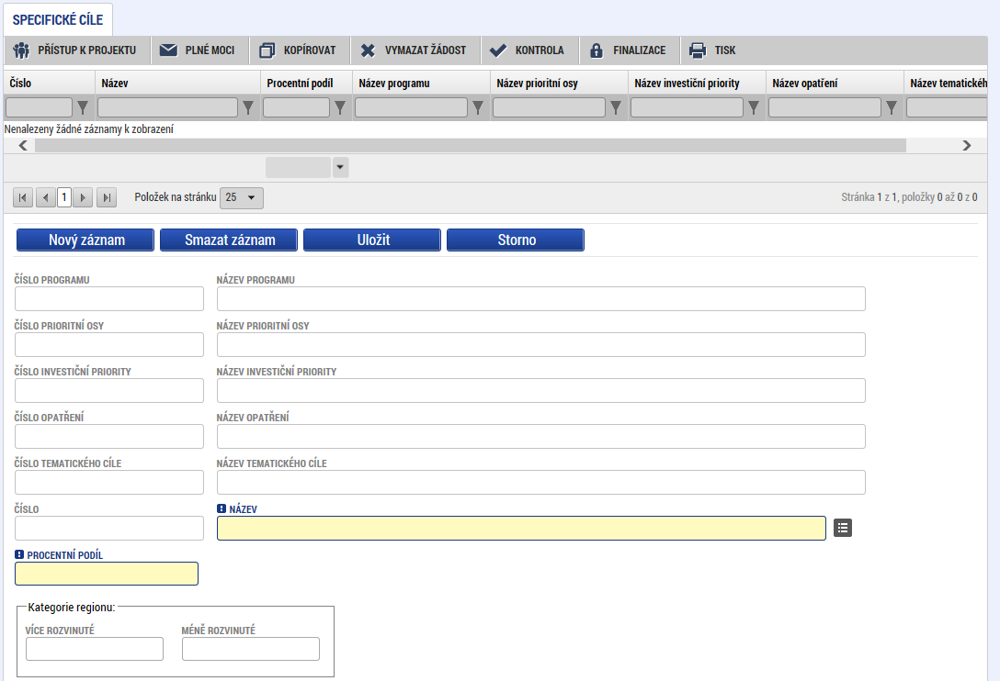 SPECIFICKÉ CÍLE
PŘÍSTUP K PROJEKTU PLNÉ MOCI KOPÍROVAT VYMAZAT ŽÁDOST KONTROLA FINALIZACE TISK
Číslo Název Procentní podíl Název programu Název prioritní osy Název investiční priority Název opatření Název tematickéh
Nenalezeny žádné záznamy k zobrazení
1 Položek na stránku 25 Stránka 1 z 1, položky 0 až 0 z 0
Nový záznam Smazat záznam Uložit Storno
ČÍSLO PROGRAMU NÁZEV PROGRAMU
ČÍSLO PRIORITNÍ OSY NÁZEV PRIORITNÍ OSY
ČÍSLO INVESTIČNÍ PRIORITY NÁZEV INVESTIČNÍ PRIORITY
ČÍSLO OPATŘENÍ NÁZEV OPATŘENÍ
ČÍSLO TEMATICKÉHO CÍLE NÁZEV TEMATICKÉHO CÍLE
ČÍSLO NÁZEV
PROCENTNÍ PODÍL
Kategorie regionu:
VÍCE ROZVINUTÉ MÉNĚ ROZVINUTÉ